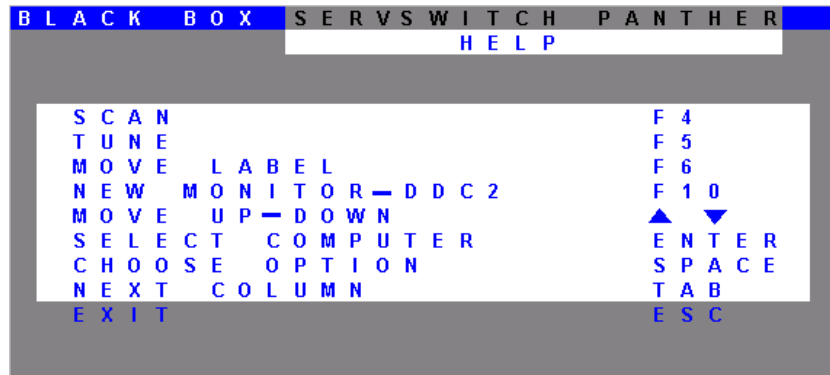 BLACK BOX SERVSWITCH PANTHER
HELP
SCAN F4
TUNE F5
MOVE LABEL F6
NEW MONITOR—DDC2 F10
MOVE UP—DOWN ▲ ▼
SELECT COMPUTER ENTER
CHOOSE OPTION SPACE
NEXT COLUMN TAB
EXIT ESC